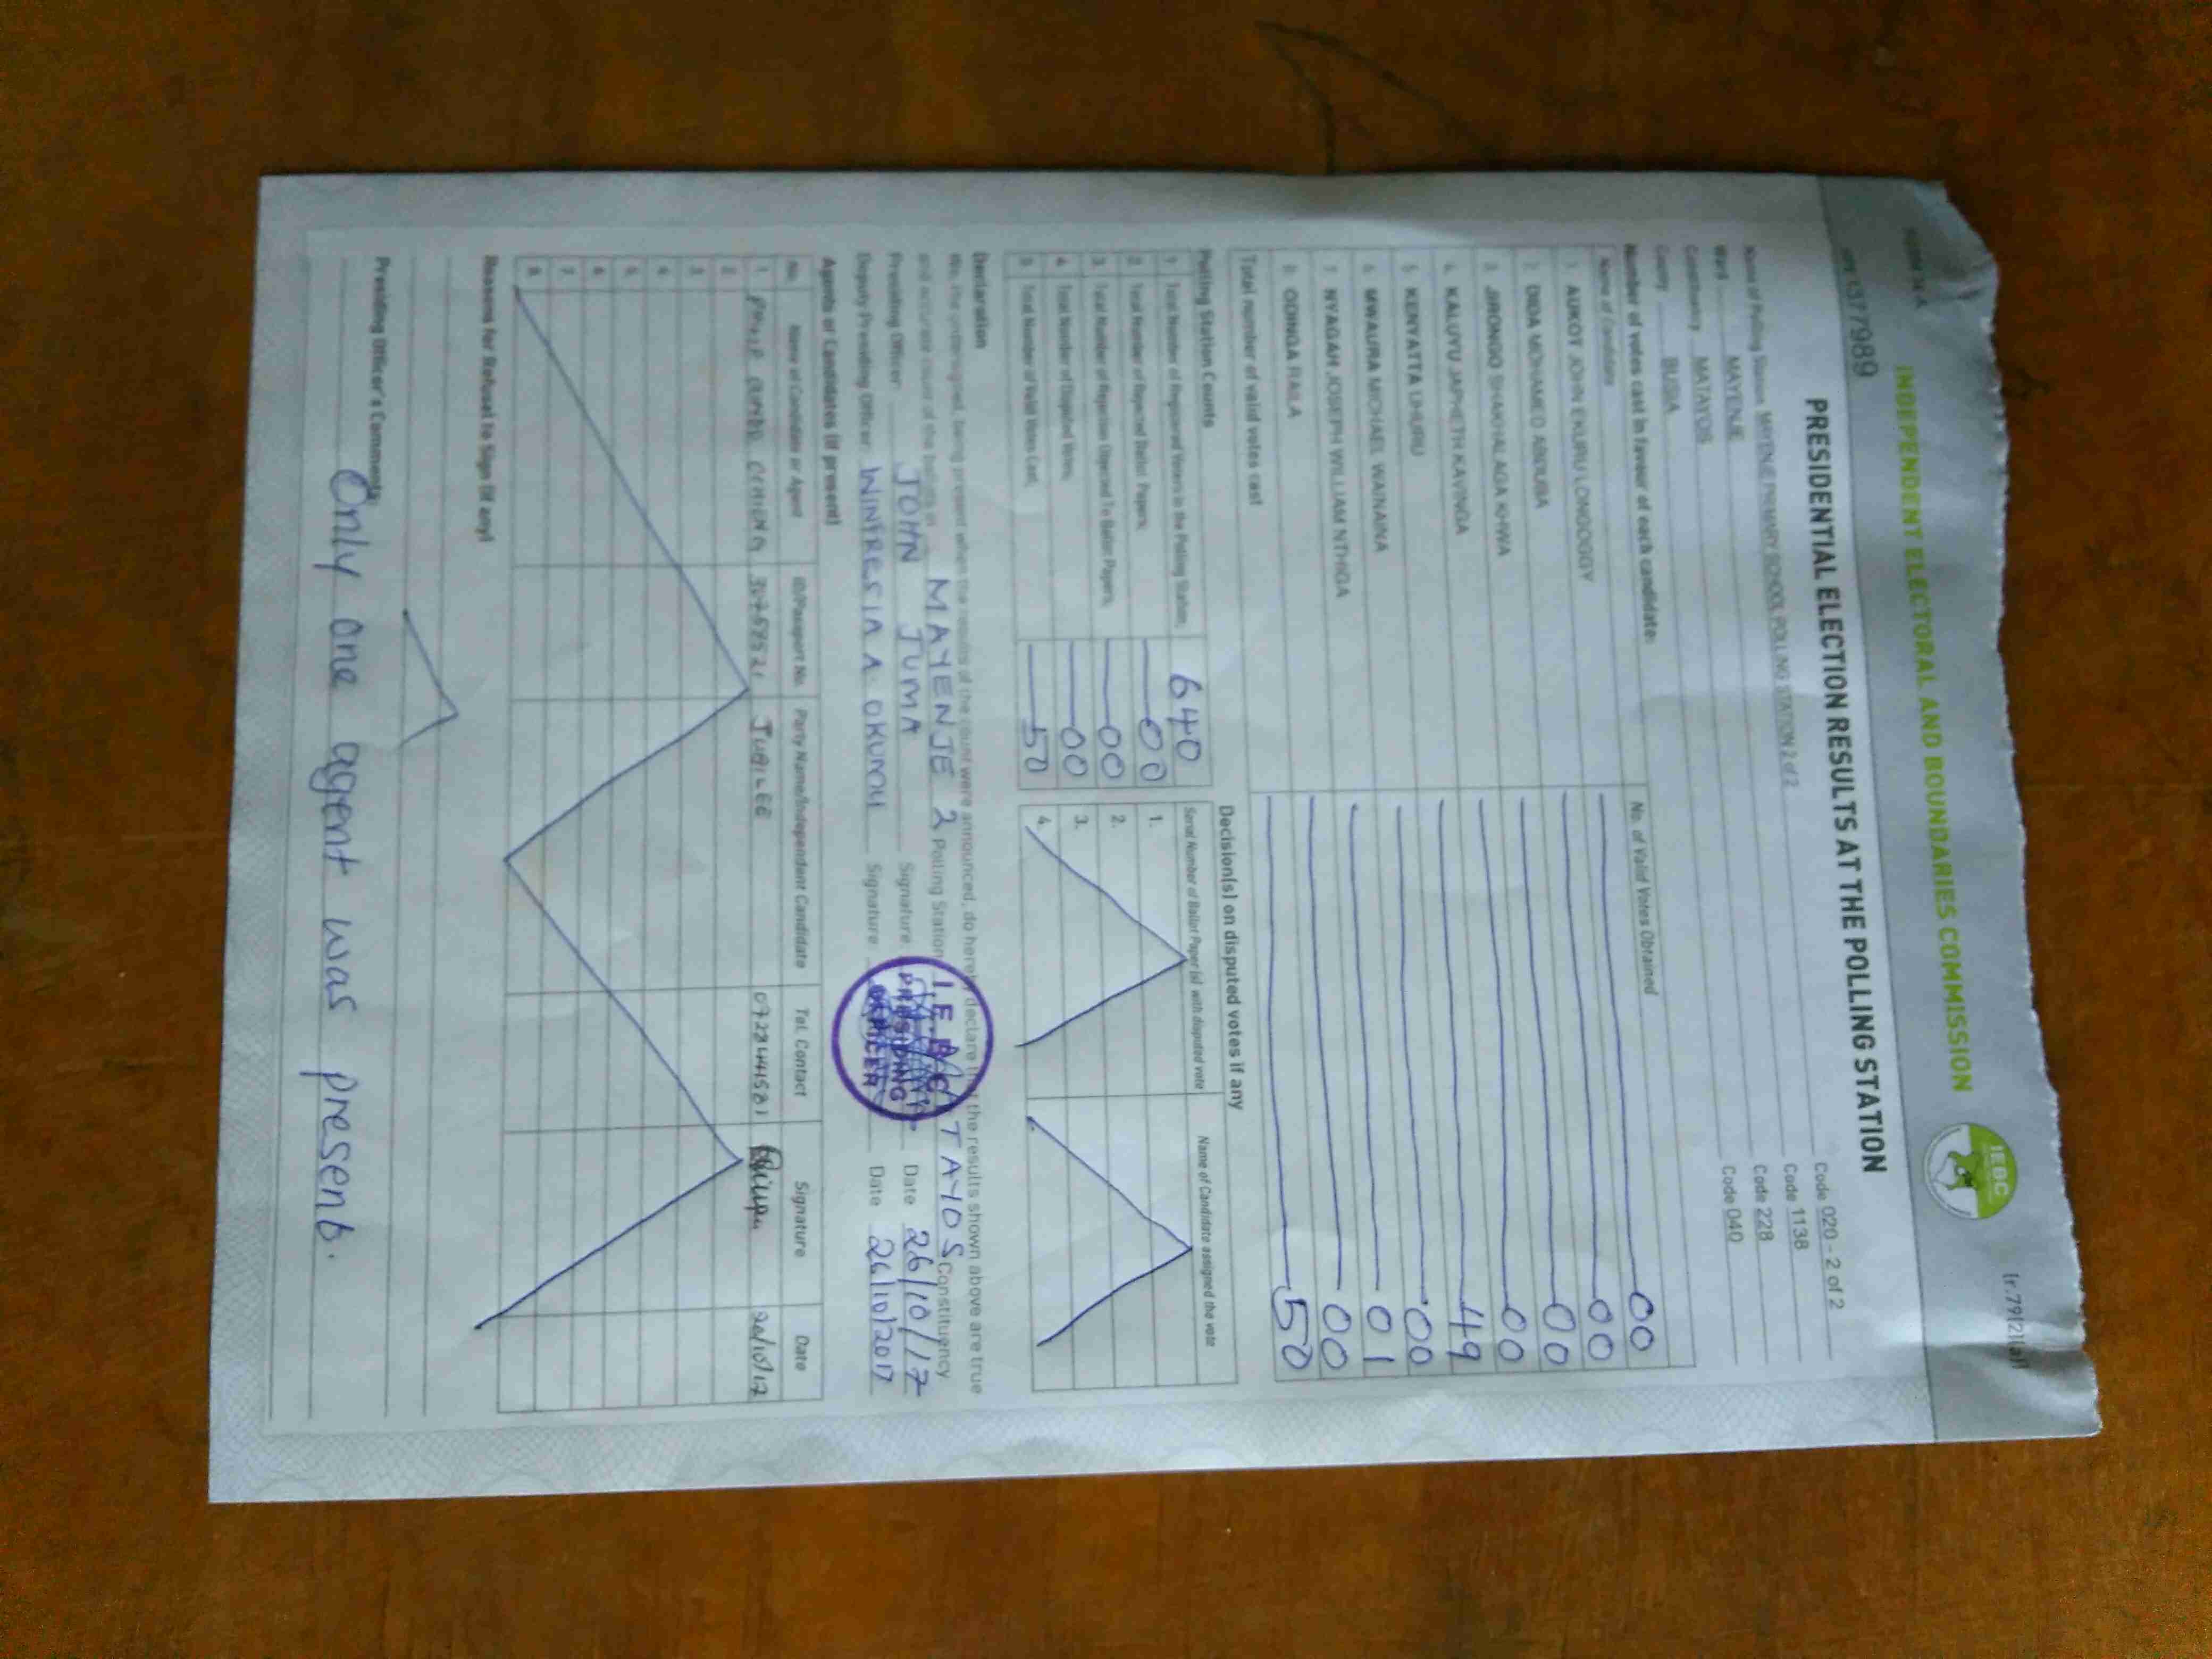 FORM 34A
INDEPENDENT ELECTORAL AND BOUNDARIES COMMISSION
IEBC
(r.79(2)(a))
PRESIDENTIAL ELECTION RESULTS AT THE POLLING STATION
Name of Polling Station MAYENJE PRIMARY SCHOOL POLLING STATION 2 of 2 Code 020 - 2 of 2
Ward MAYENJE Code 1138
Constituency MATAYOS Code 228
County BUSIA Code 040
Number of votes cast in favour of each candidate:
Name of Candidate No. of Valid Votes Obtained
1. AUKOT JOHN EKURU LONGOGGY 00
2. DIDA MOHAMED ABDUBA 00
3. JIRONGO SHAKHALAGA KHWA 00
4. KALUYU JAPHETH KAVINGA 00
5. KENYATTA UHURU 49
6. MWAURA MICHAEL WAINAINA 00
7. NYAGAH JOSEPH WILLIAM NTHIGA 01
8. ODINGA RAILA 00
Total number of valid votes cast 50
Polling Station Counts
1. Total Number of Registered Voters in the Polling Station; 640
2. Total Number of Rejected Ballot Papers; 00
3. Total Number of Rejection Objected To Ballot Papers; 00
4. Total Number of Disputed Votes; 00
5. Total Number of Valid Votes Cast; 50
Decision(s) on disputed votes if any
Serial Number of Ballot Paper (s) with disputed vote Name of Candidate assigned the vote
1.
2.
3.
4.
Declaration
We, the undersigned, being present when the results of the count were announced, do hereby declare that the results shown above are true
and accurate count of the ballots in MAYENJE 2 Polling Station MATAYOS Constituency
Presiding Officer: JOHN JUMA Signature Date 26/10/17
Deputy Presiding Officer: WINFRESIA A. OKUMU Signature Date 26/10/2017
I.E.B.C
PRESIDING
OFFICER
Agents of Candidates (if present)
No. Name of Candidate or Agent ID/Passport No. Party Name/Independent Candidate Tel. Contact Signature Date
1. JUBILEE
2.
3.
4.
5.
6.
7.
8.
Reasons for Refusal to Sign (if any)
Presiding Officer's Comments
Only one agent was present.